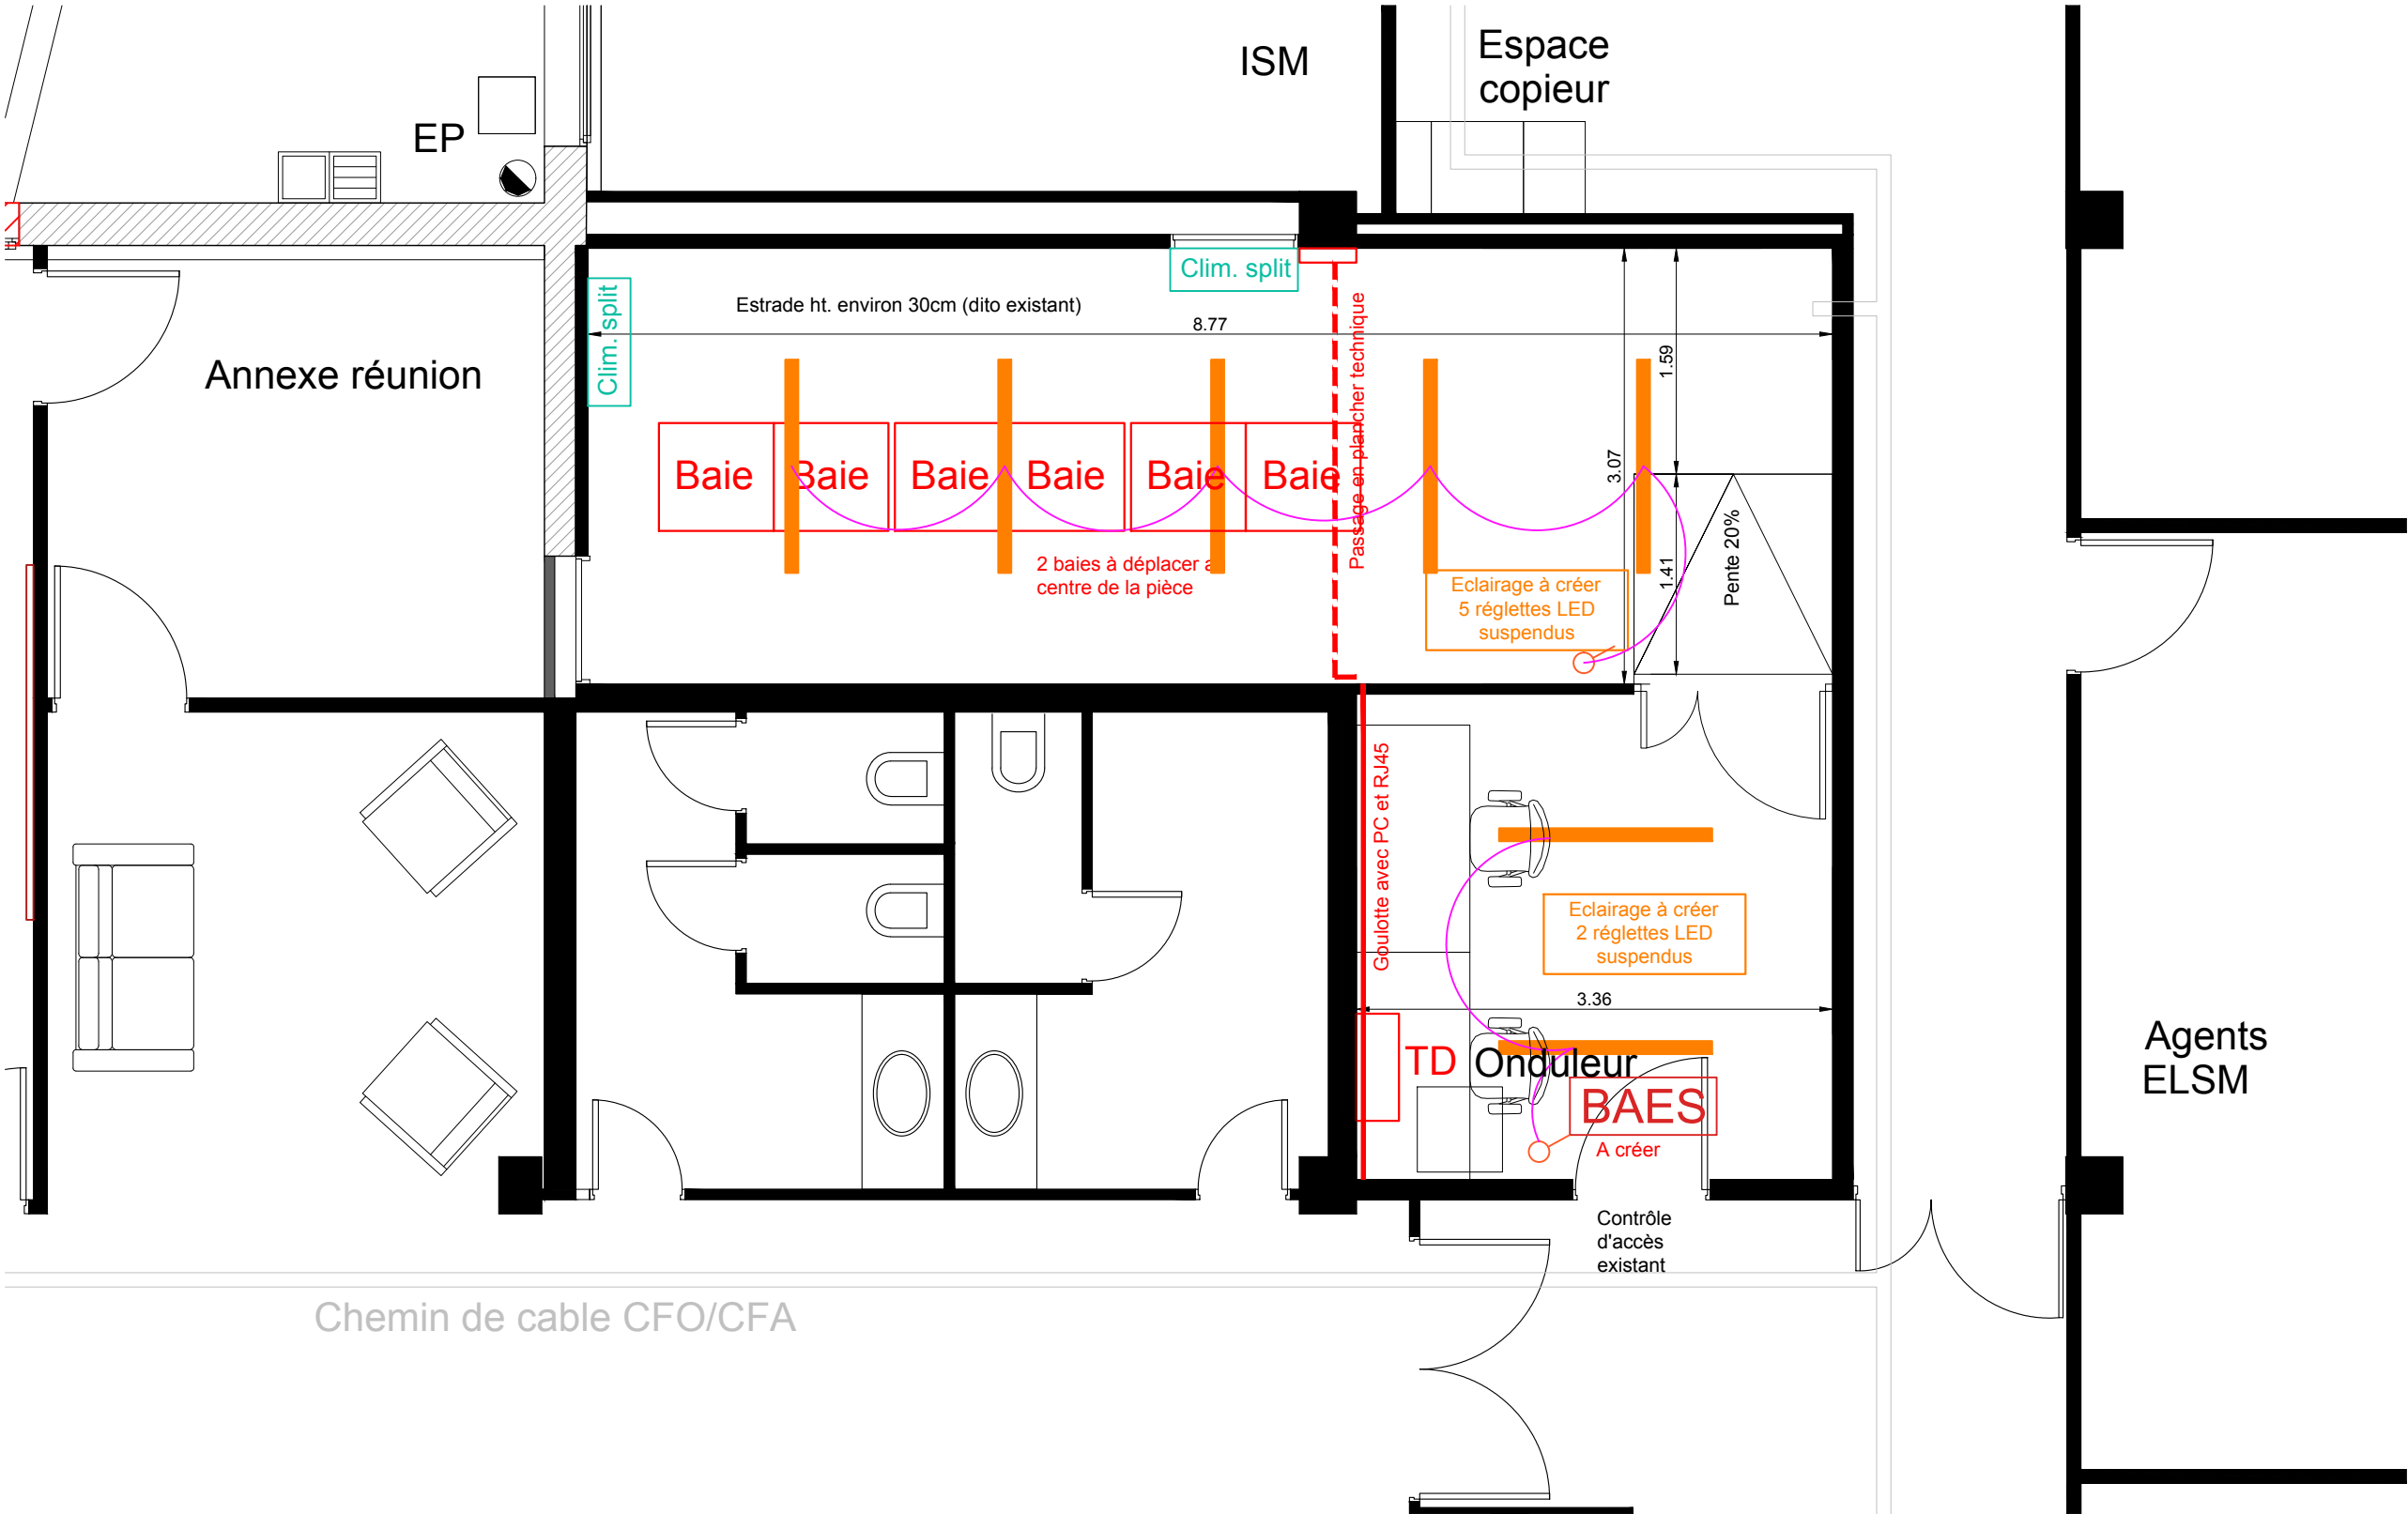 ISM
Espace
copieur
EP
Clim. split
Clim. split
Estrade ht. environ 30cm (dito existant)
8.77
Annexe réunion
Passage en plancher technique
1.59
3.07
Baie
Baie
Baie
Baie
Baie
Baie
2 baies à déplacer a
centre de la pièce
1.41
Pente 20%
Eclairage à créer
5 réglettes LED
suspendus
Goulotte avec PC et RJ45
Eclairage à créer
2 réglettes LED
suspendus
3.36
TD
Onduleur
BAES
A créer
Agents
ELSM
Contrôle
d'accès
existant
Chemin de cable CFO/CFA